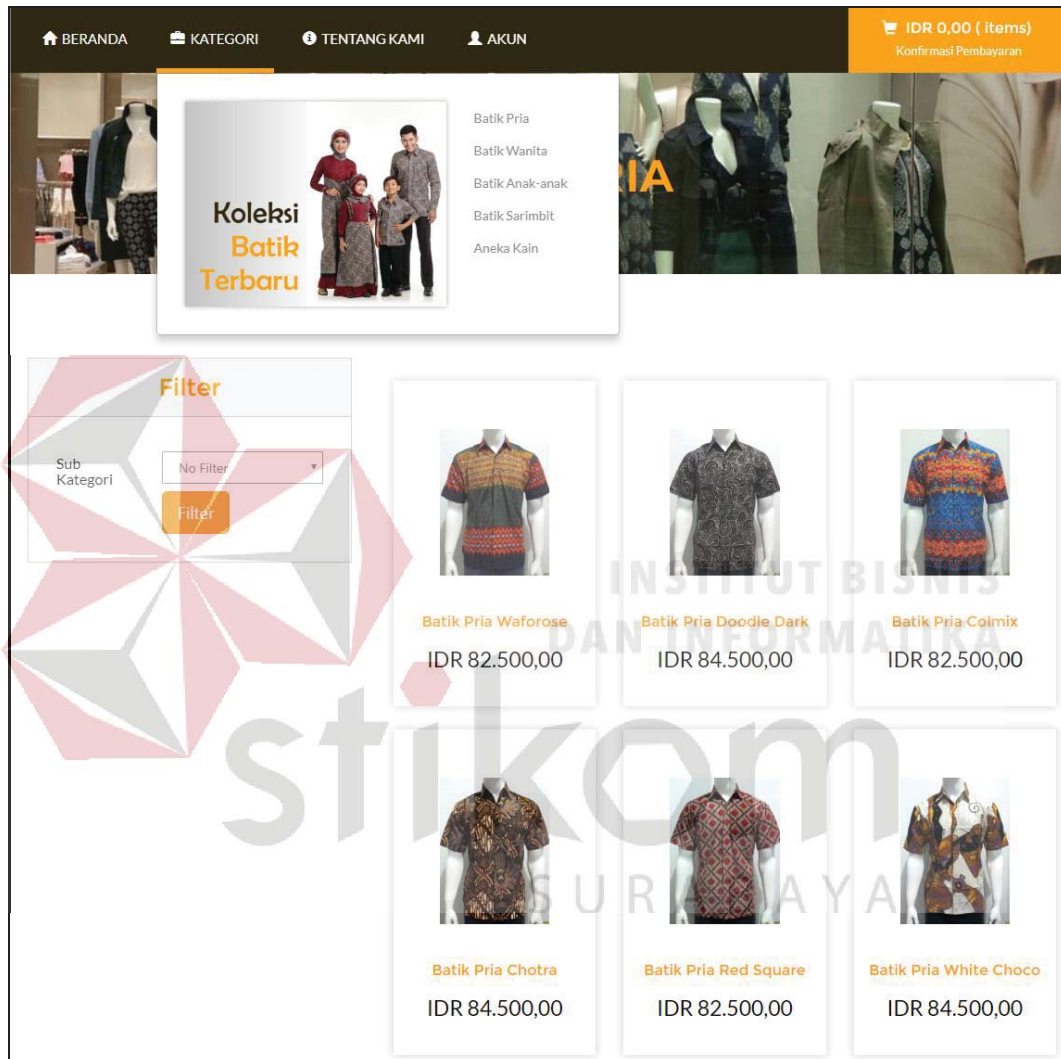 BERANDA
KATEGORI
TENTANG KAMI
AKUN
IDR 0,00 ( items)
Konfirmasi Pembayaran
Koleksi
Batik
Terbaru
Batik Pria
Batik Wanita
Batik Anak-anak
Batik Sarimbit
Aneka Kain
RIA
Filter
Sub
Kategori
No Filter
Filter
Batik Pria Waforose
IDR 82.500,00
Batik Pria Doodle Dark
IDR 84.500,00
Batik Pria Colmix
IDR 82.500,00
INSTITUT BISNIS
DAN INFORMATIKA
stikom
SURABAYA
Batik Pria Chotra
IDR 84.500,00
Batik Pria Red Square
IDR 82.500,00
Batik Pria White Choco
IDR 84.500,00